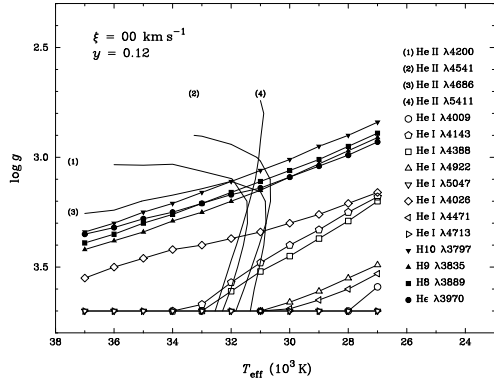 ξ = 00 km s⁻¹
y = 0.12
2.5
3.0
3.5
log g
(1)
(2)
(3)
(4)
(1) He II λ4200
(2) He II λ4541
(3) He II λ4686
(4) He II λ5411
He I λ4009
He I λ4143
He I λ4388
He I λ4922
He I λ5047
He I λ4026
He I λ4471
He I λ4713
H10 λ3797
H9 λ3835
H8 λ3889
Hε λ3970
38 36 34 32 30 28 26 24
T_eff (10³ K)